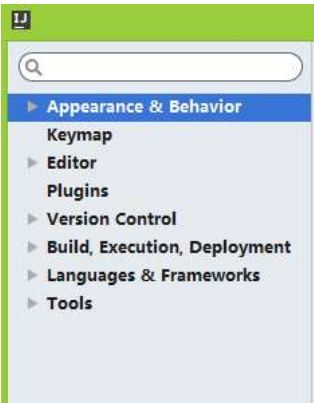 IJ
Appearance & Behavior
Keymap
Editor
Plugins
Version Control
Build, Execution, Deployment
Languages & Frameworks
Tools